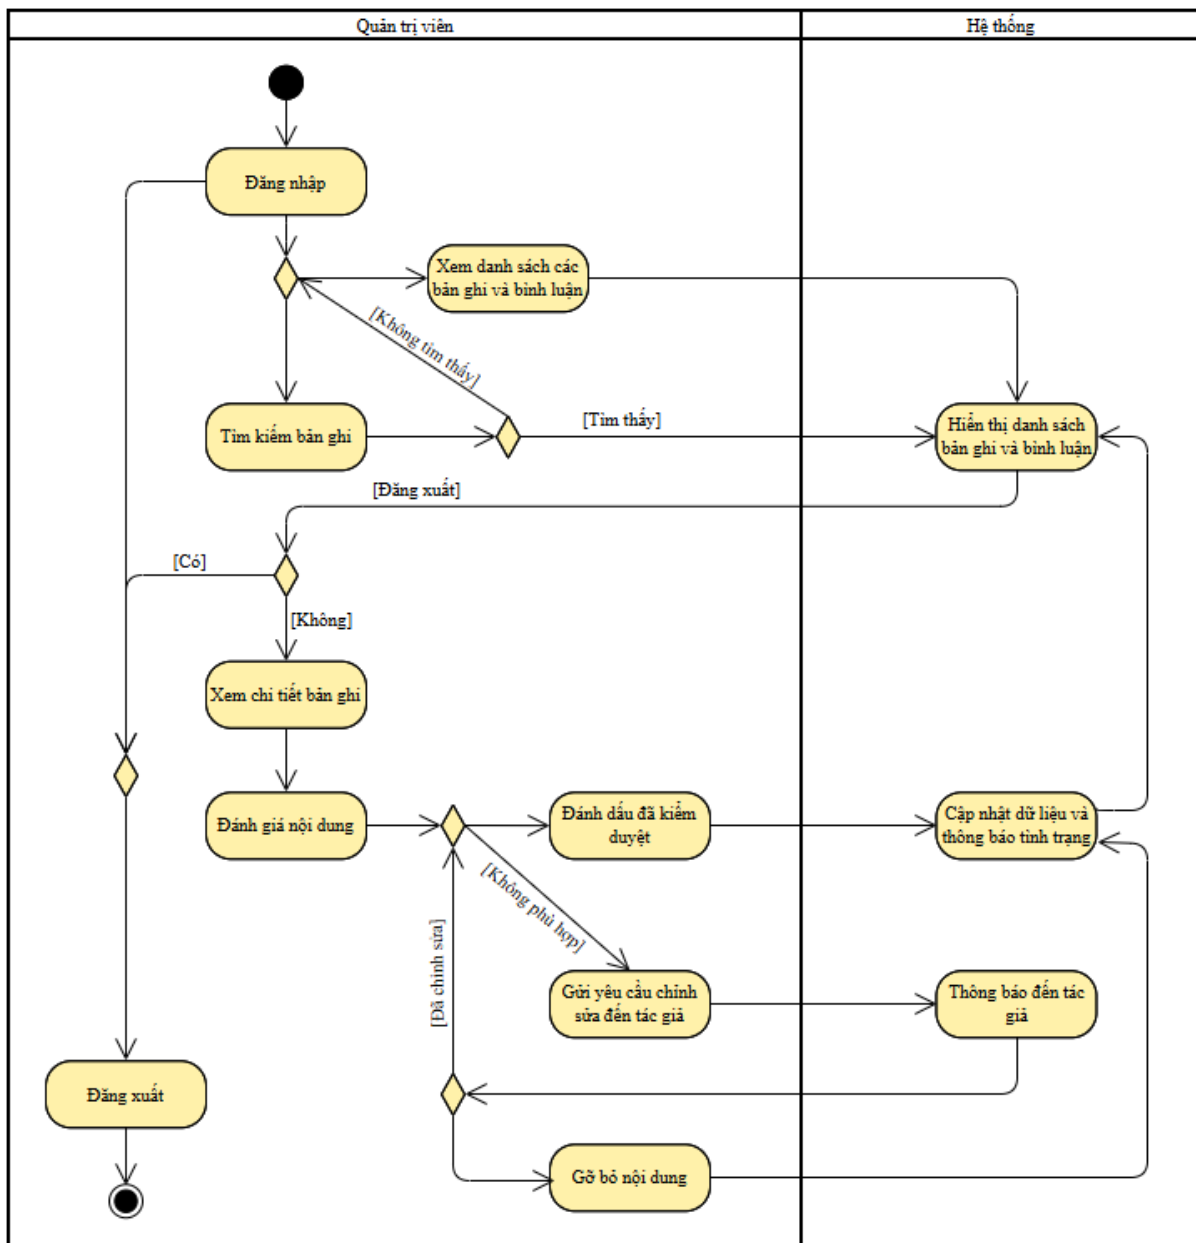 Quản trị viên
Hệ thống
Đăng nhập
Xem danh sách các
bản ghi và bình luận
[Không tìm thấy]
Tìm kiếm bản ghi
[Tìm thấy]
Hiển thị danh sách
bản ghi và bình luận
[Đăng xuất]
[Có]
[Không]
Xem chi tiết bản ghi
Đánh giá nội dung
Đánh dấu đã kiểm
duyệt
Cập nhật dữ liệu và
thông báo tình trạng
[Không phù hợp]
[Đã chỉnh sửa]
Gửi yêu cầu chỉnh
sửa đến tác giả
Thông báo đến tác
giả
Đăng xuất
Gỡ bỏ nội dung